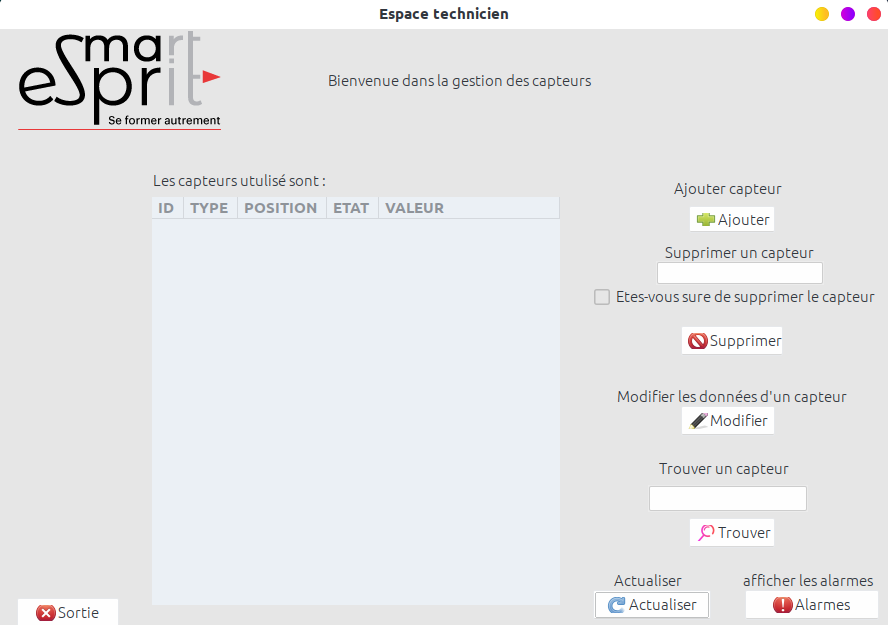 Espace technicien
Smart
eSprit
Se former autrement
Bienvenue dans la gestion des capteurs
Les capteurs utulisé sont :
ID TYPE POSITION ETAT VALEUR
Ajouter capteur
Ajouter
Supprimer un capteur
Etes-vous sure de supprimer le capteur
Supprimer
Modifier les données d'un capteur
Modifier
Trouver un capteur
Trouver
Actualiser
afficher les alarmes
Actualiser
Alarmes
Sortie